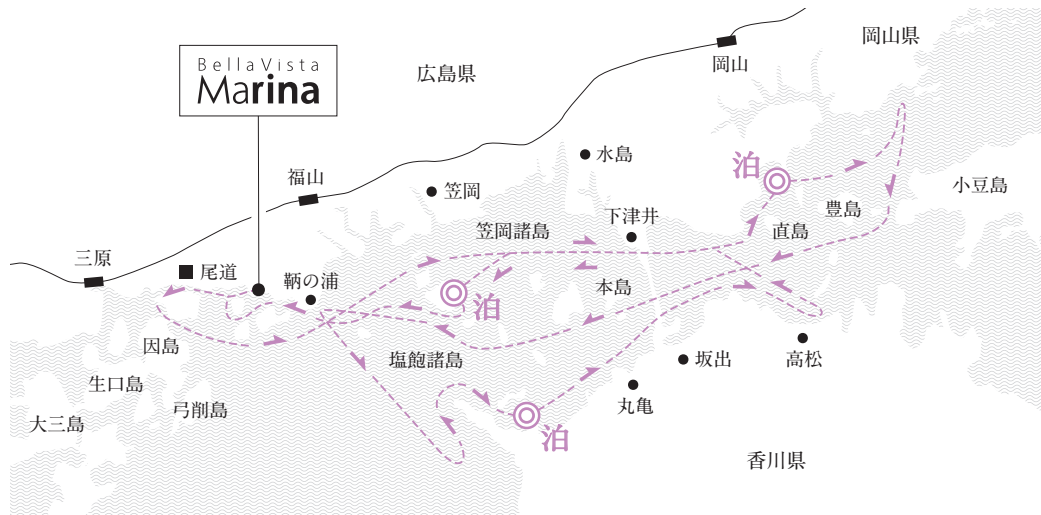 BellaVista
Marina
広島県
岡山県
岡山
水島
福山
笠岡
泊
小豆島
豊島
下津井
直島
笠岡諸島
三原
尾道
鞆の浦
本島
泊
因島
塩飽諸島
坂出
高松
生口島
弓削島
丸亀
大三島
泊
香川県